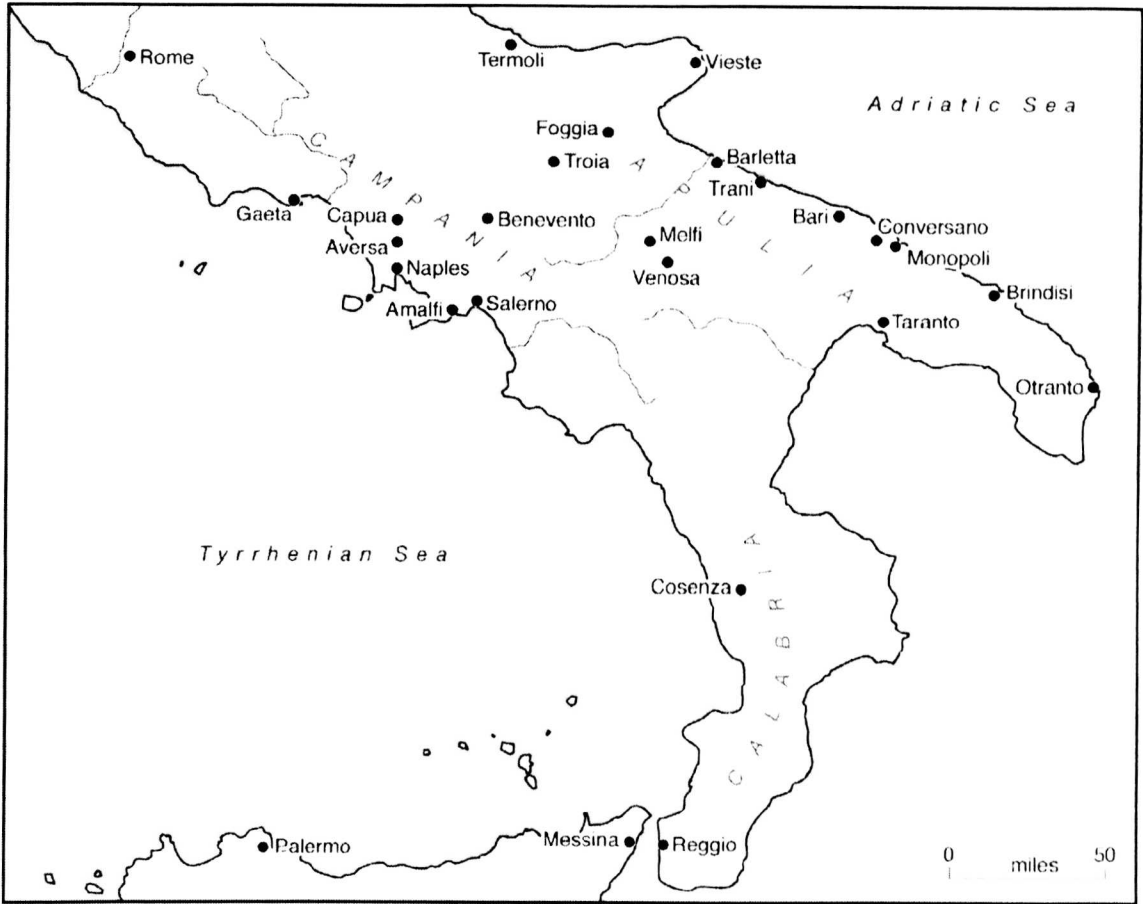 Rome
Termoli
Vieste
Adriatic Sea
Foggia
Troia
Barletta
Trani
CAMPANIA
APULIA
Gaeta
Capua
Benevento
Bari
Conversano
Aversa
Melfi
Monopoli
Naples
Venosa
Amalfi
Salerno
Brindisi
Taranto
Otranto
Tyrrhenian Sea
Cosenza
CALABRIA
Palermo
Messina
Reggio
0 50
miles